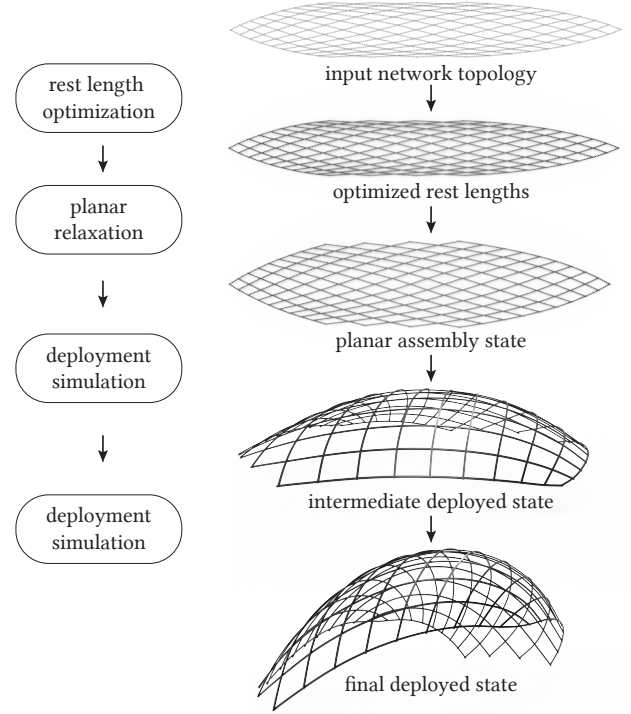 input network topology
rest length
optimization
optimized rest lengths
planar
relaxation
planar assembly state
deployment
simulation
intermediate deployed state
deployment
simulation
final deployed state